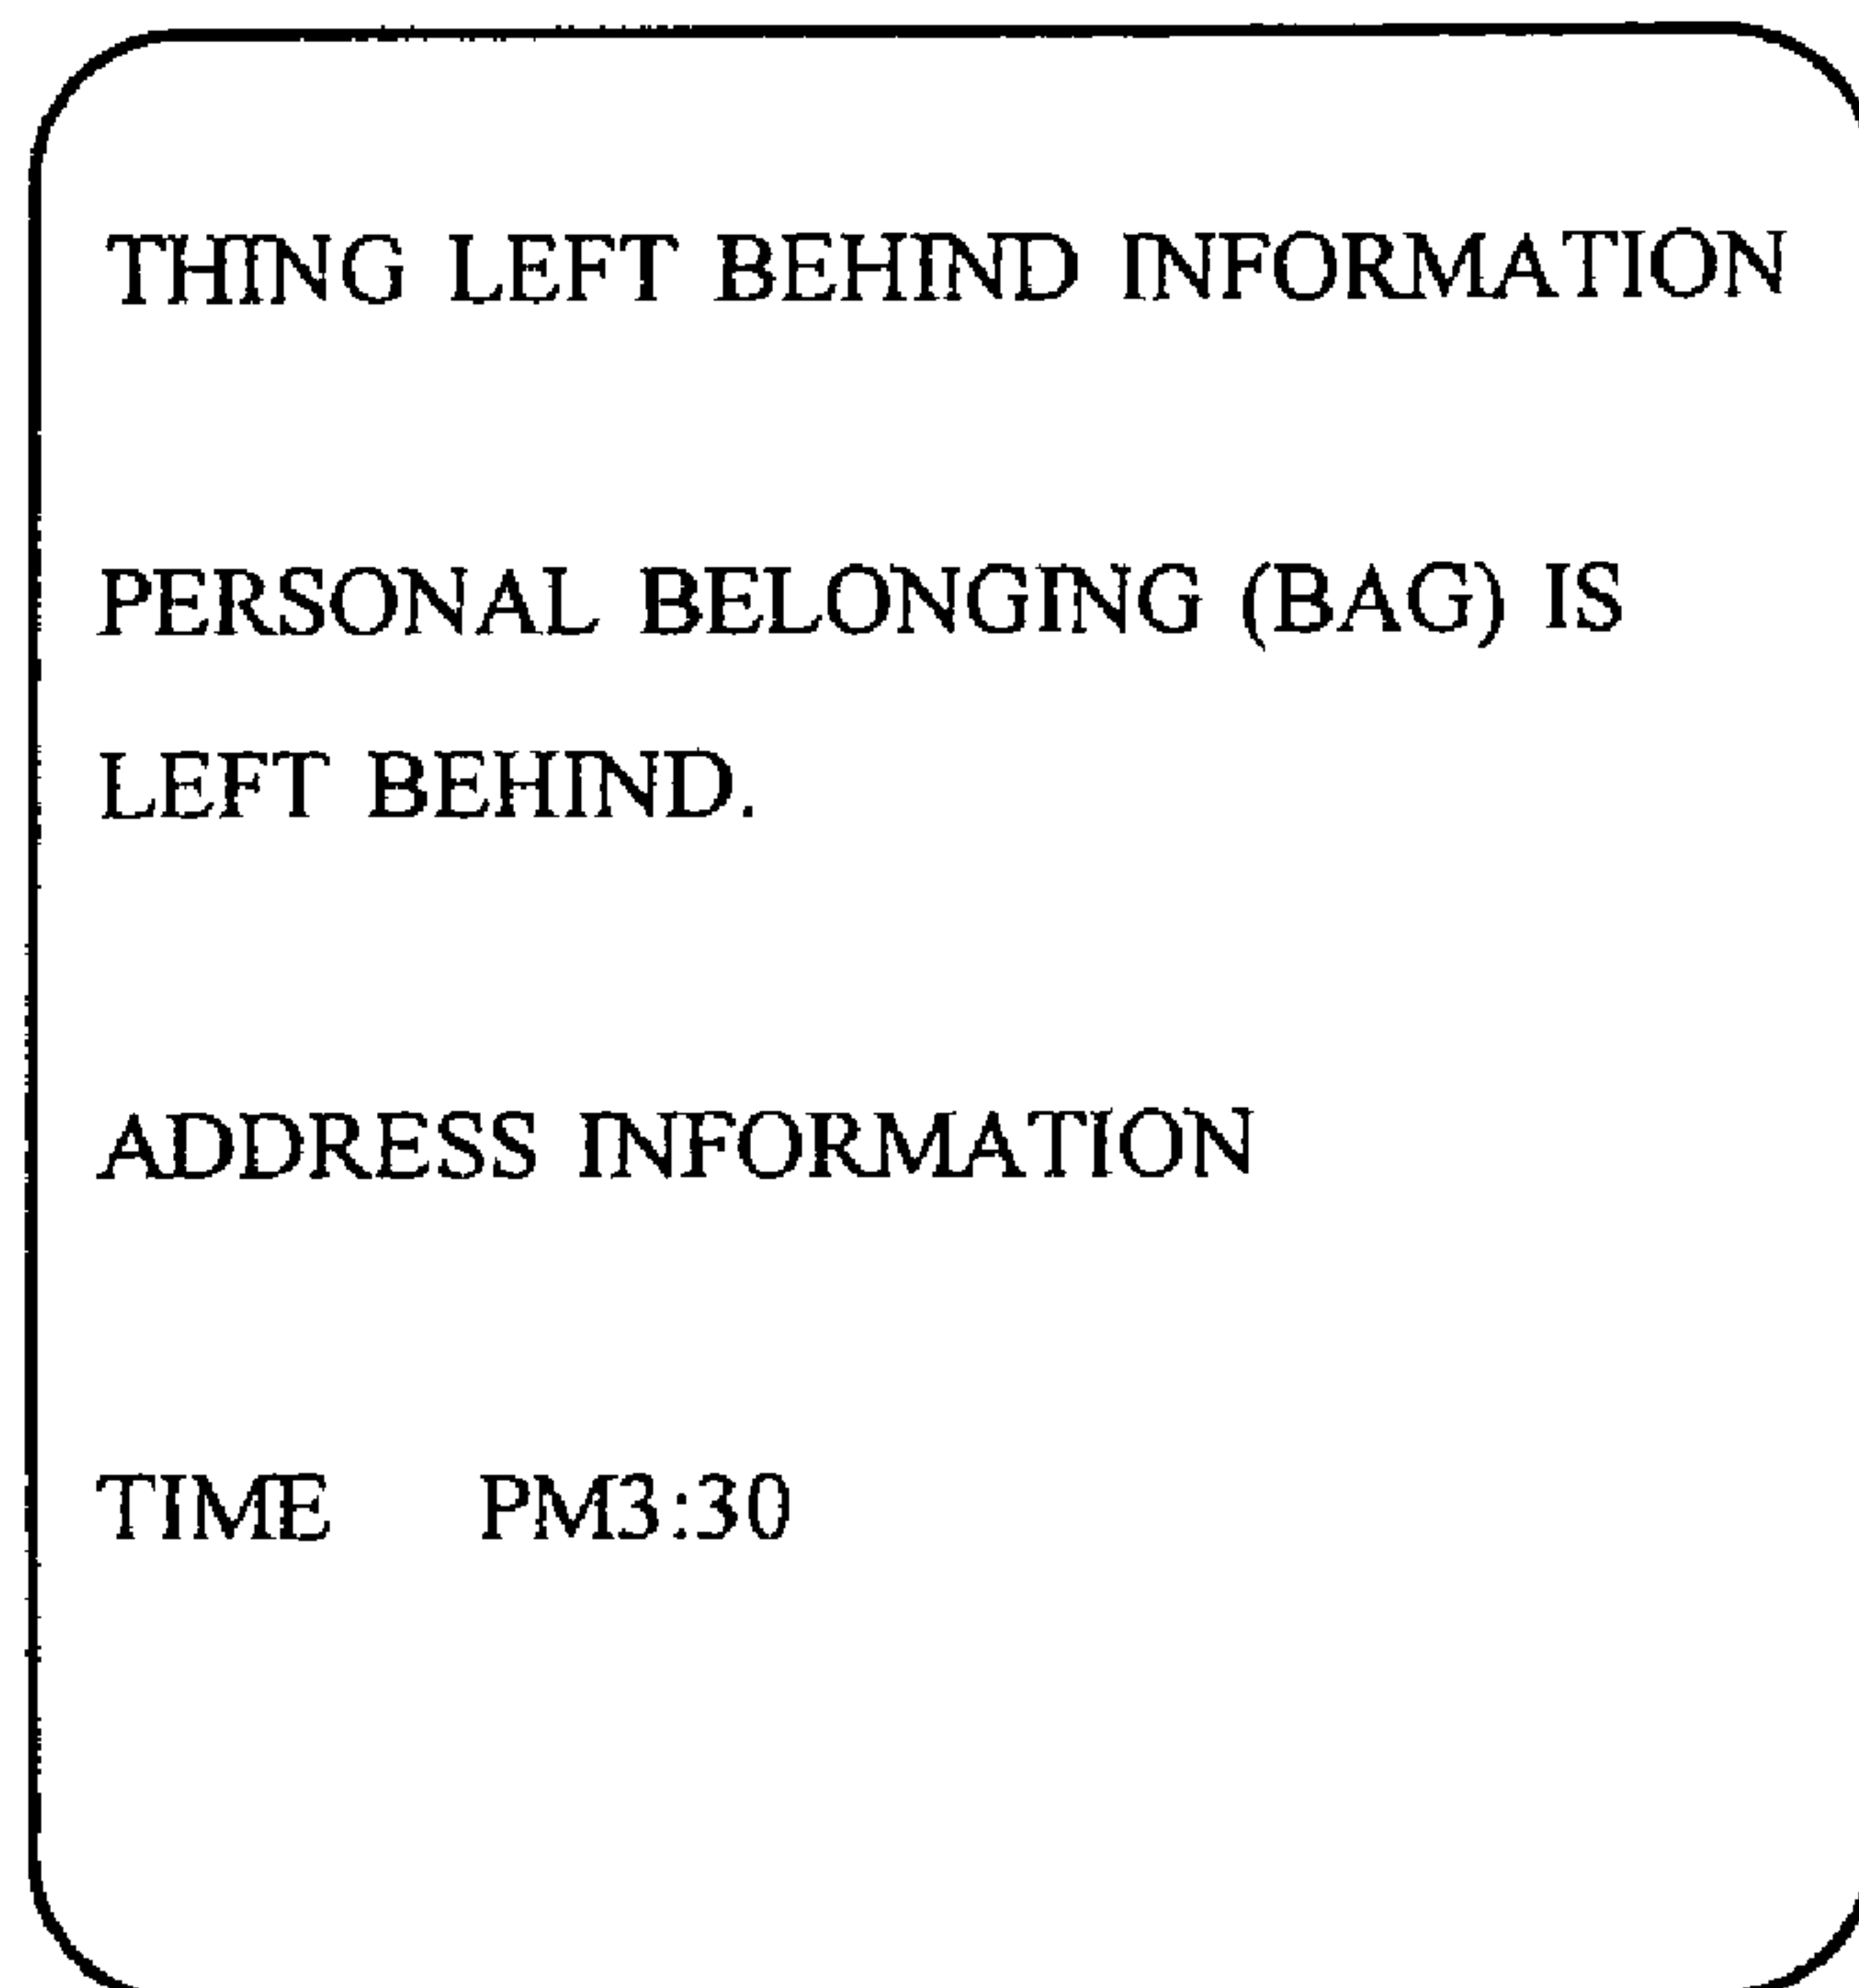 THING LEFT BEHIND INFORMATION
PERSONAL BELONGING (BAG) IS
LEFT BEHIND.
ADDRESS INFORMATION
TIME PM3:30